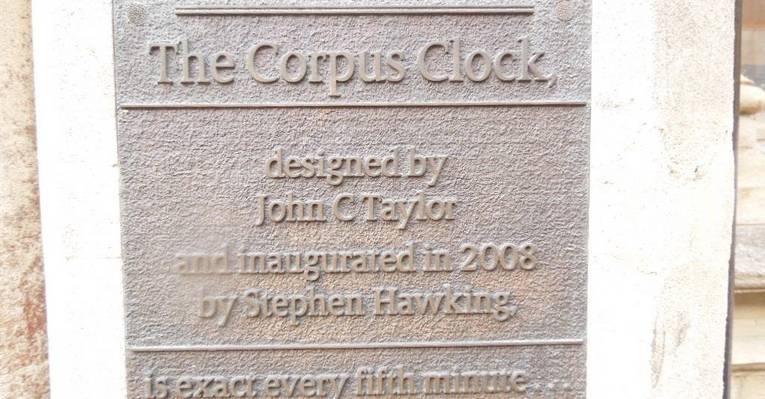 The Corpus Clock,
designed by
John C Taylor
and inaugurated in 2008
by Stephen Hawking,
is exact every fifth minute . . .